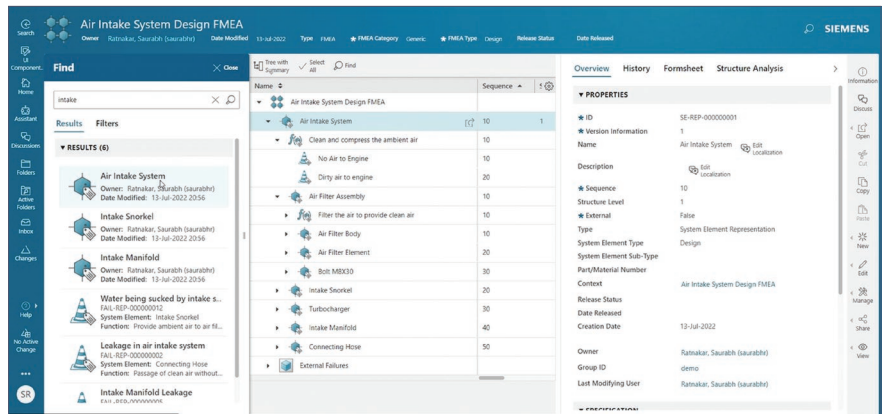 Search
UI Component.
Home
Assistant
Discussions
Folders
Active Folders
Inbox
Changes
Help
No Active Change
SR
Air Intake System Design FMEA
Owner Ratnakar, Saurabh (saurabhr) Date Modified 13-Jul-2022 Type FMEA ★ FMEA Category Generic ★ FMEA Type Design Release Status Date Released
SIEMENS
Find
Close
intake
Results Filters
RESULTS (6)
Air Intake System
Owner: Ratnakar, Saurabh (saurabhr)
Date Modified: 13-Jul-2022 20:56
Intake Snorkel
Owner: Ratnakar, Saurabh (saurabhr)
Date Modified: 13-Jul-2022 20:56
Intake Manifold
Owner: Ratnakar, Saurabh (saurabhr)
Date Modified: 13-Jul-2022 20:56
Water being sucked by intake s...
FAIL-REP-000000012
System Element: Intake Snorkel
Function: Provide ambient air to air fil...
Leakage in air intake system
FAIL-REP-000000002
System Element: Connecting Hose
Function: Passage of clean air without...
Intake Manifold Leakage
FAIL-REP-000000005
Tree with Summary Select All Find
Name Sequence
Air Intake System Design FMEA
Air Intake System 10 1
Clean and compress the ambient air 10
No Air to Engine 10
Dirty air to engine 20
Air Filter Assembly 10
Filter the air to provide clean air 10
Air Filter Body 10
Air Filter Element 20
Bolt M8X30 30
Intake Snorkel 20
Turbocharger 30
Intake Manifold 40
Connecting Hose 50
External Failures
Overview History Formsheet Structure Analysis
PROPERTIES
★ ID SE-REP-000000001
★ Version Information 1
Name Air Intake System Edit Localization
Description Edit Localization
★ Sequence 10
Structure Level 1
★ External False
Type System Element Representation
System Element Type Design
System Element Sub-Type
Part/Material Number
Context Air Intake System Design FMEA
Release Status
Date Released
Creation Date 13-Jul-2022
Owner Ratnakar, Saurabh (saurabhr)
Group ID demo
Last Modifying User Ratnakar, Saurabh (saurabhr)
Information
Discuss
Open
Cut
Copy
Paste
New
Edit
Manage
Share
View